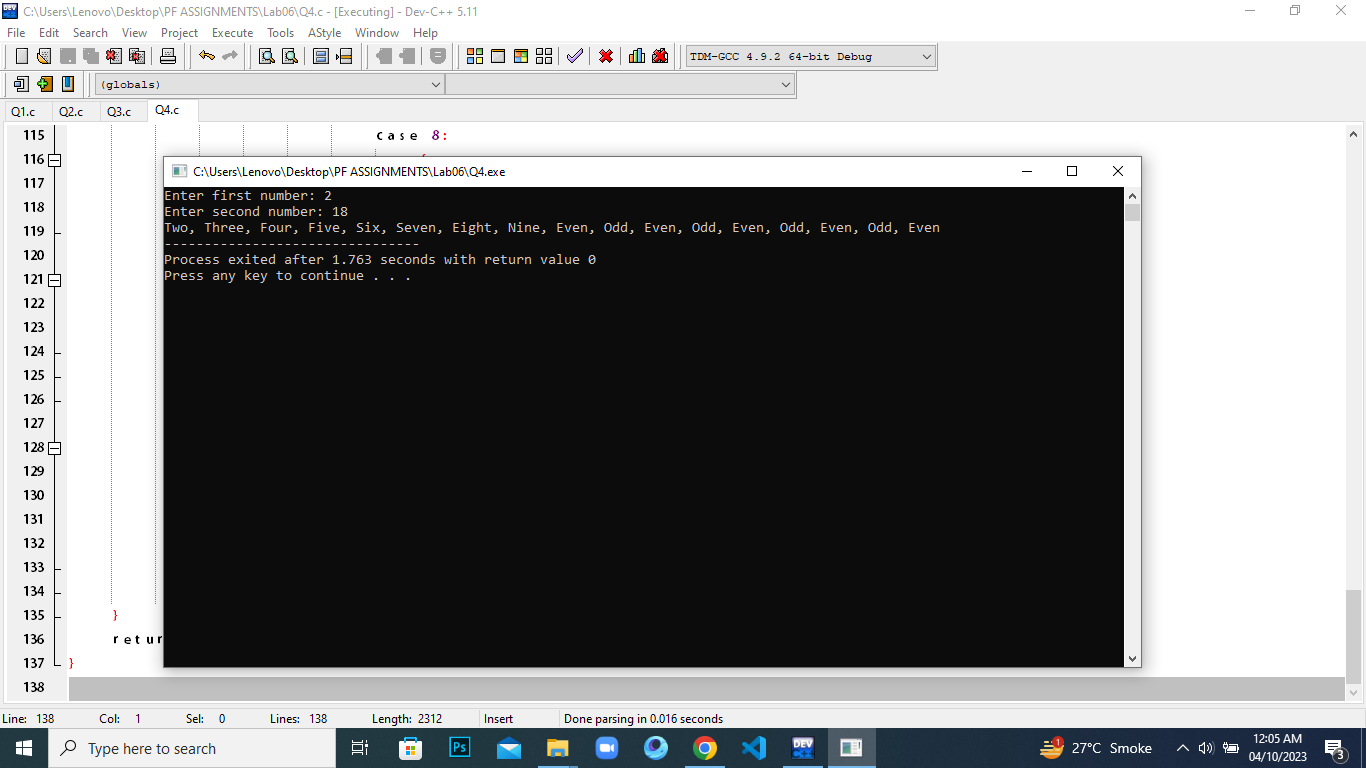 C:\Users\Lenovo\Desktop\PF ASSIGNMENTS\Lab06\Q4.c - [Executing] - Dev-C++ 5.11
File Edit Search View Project Execute Tools AStyle Window Help
TDM-GCC 4.9.2 64-bit Debug
(globals)
Q1.c Q2.c Q3.c Q4.c
115 case 8:
116
C:\Users\Lenovo\Desktop\PF ASSIGNMENTS\Lab06\Q4.exe
Enter first number: 2
Enter second number: 18
Two, Three, Four, Five, Six, Seven, Eight, Nine, Even, Odd, Even, Odd, Even, Odd, Even, Odd, Even
--------------------------------
Process exited after 1.763 seconds with return value 0
Press any key to continue . . .
117
118
119
120
121
122
123
124
125
126
127
128
129
130
131
132
133
134
135 }
136 retur
137 }
138
Line: 138 Col: 1 Sel: 0 Lines: 138 Length: 2312 Insert Done parsing in 0.016 seconds
Type here to search
Ps
DEV
1
27°C Smoke
12:05 AM
04/10/2023
3